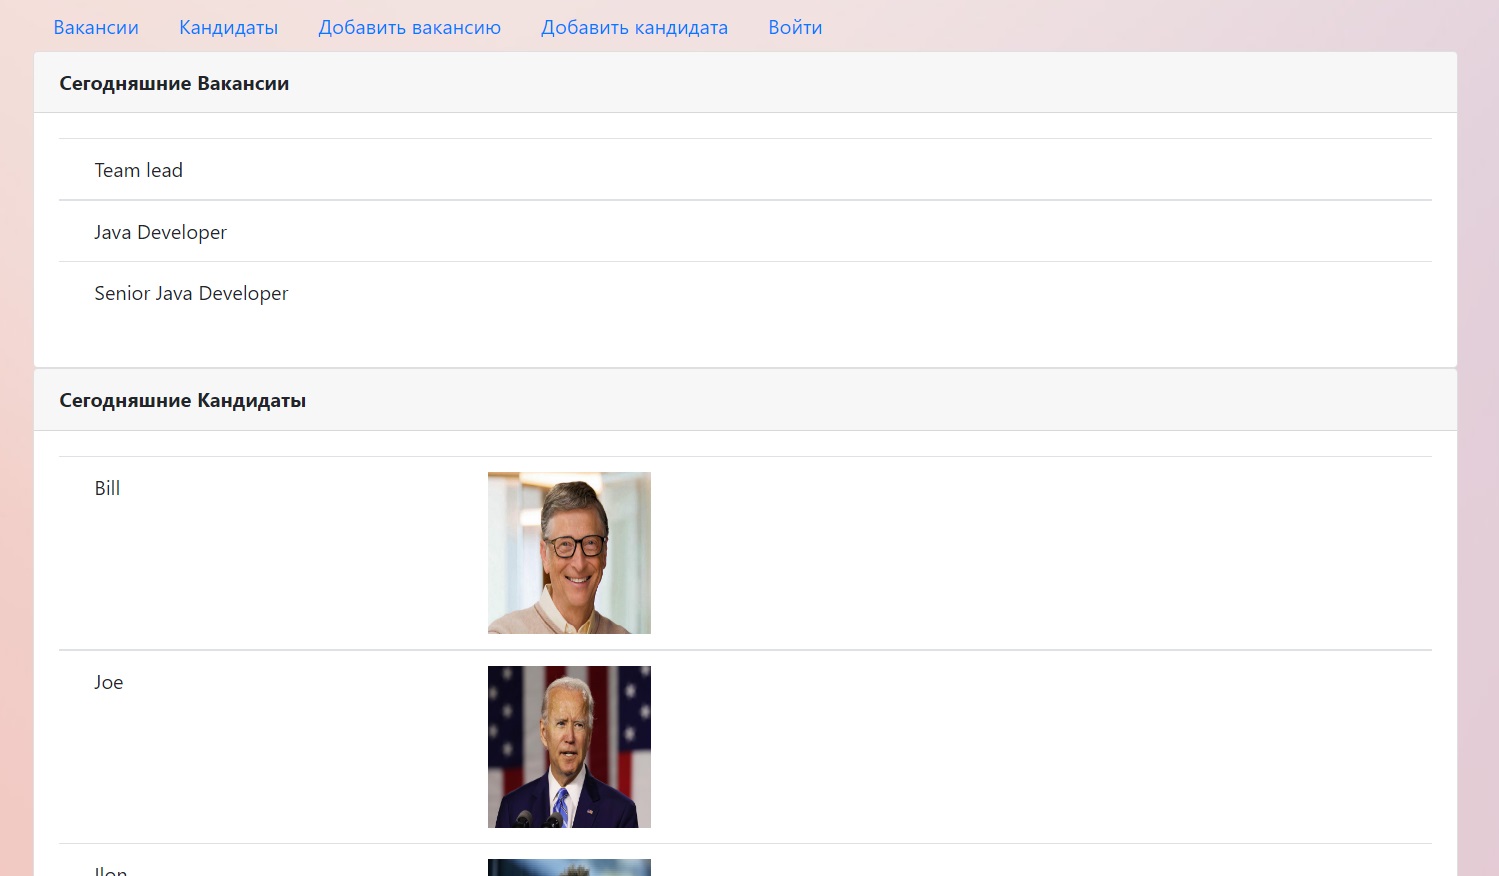 Вакансии Кандидаты Добавить вакансию Добавить кандидата Войти
Сегодняшние Вакансии
Team lead
Java Developer
Senior Java Developer
Сегодняшние Кандидаты
Bill
Joe
Ilon